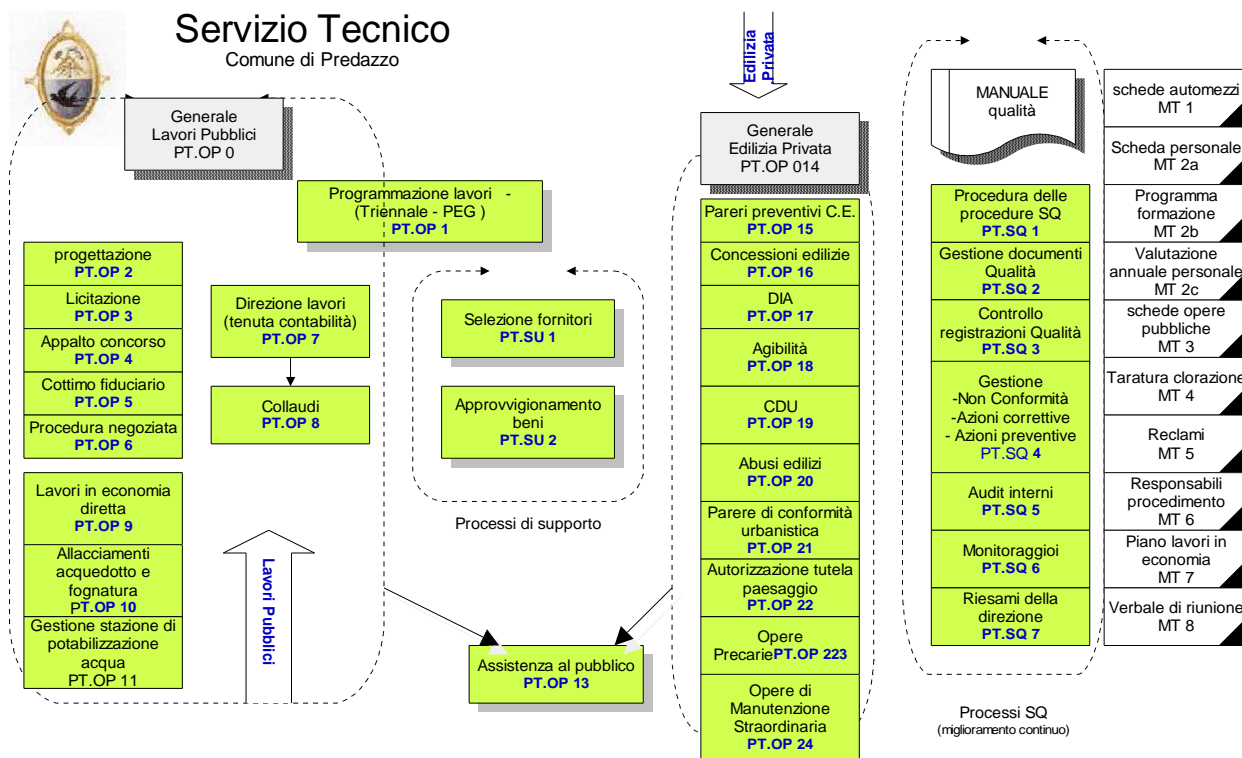 Servizio Tecnico
Comune di Predazzo
Generale
Lavori Pubblici
PT.OP 0
Programmazione lavori -
(Triennale - PEG )
PT.OP 1
progettazione
PT.OP 2
Licitazione
PT.OP 3
Appalto concorso
PT.OP 4
Cottimo fiduciario
PT.OP 5
Procedura negoziata
PT.OP 6
Direzione lavori
(tenuta contabilità)
PT.OP 7
Collaudi
PT.OP 8
Lavori in economia
diretta
PT.OP 9
Allacciamenti
acquedotto e
fognatura
PT.OP 10
Gestione stazione di
potabilizzazione
acqua
PT.OP 11
Lavori Pubblici
Selezione fornitori
PT.SU 1
Approvvigionamento
beni
PT.SU 2
Processi di supporto
Assistenza al pubblico
PT.OP 13
Edilizia
Privata
Generale
Edilizia Privata
PT.OP 014
Pareri preventivi C.E.
PT.OP 15
Concessioni edilizie
PT.OP 16
DIA
PT.OP 17
Agibilità
PT.OP 18
CDU
PT.OP 19
Abusi edilizi
PT.OP 20
Parere di conformità
urbanistica
PT.OP 21
Autorizzazione tutela
paesaggio
PT.OP 22
Opere
PrecariePT.OP 223
Opere di
Manutenzione
Straordinaria
PT.OP 24
MANUALE
qualità
Procedura delle
procedure SQ
PT.SQ 1
Gestione documenti
Qualità
PT.SQ 2
Controllo
registrazioni Qualità
PT.SQ 3
Gestione
-Non Conformità
-Azioni correttive
- Azioni preventive
PT.SQ 4
Audit interni
PT.SQ 5
Monitoraggioi
PT.SQ 6
Riesami della
direzione
PT.SQ 7
Processi SQ
(miglioramento continuo)
schede automezzi
MT 1
Scheda personale
MT 2a
Programma
formazione
MT 2b
Valutazione
annuale personale
MT 2c
schede opere
pubbliche
MT 3
Taratura clorazione
MT 4
Reclami
MT 5
Responsabili
procedimento
MT 6
Piano lavori in
economia
MT 7
Verbale di riunione
MT 8